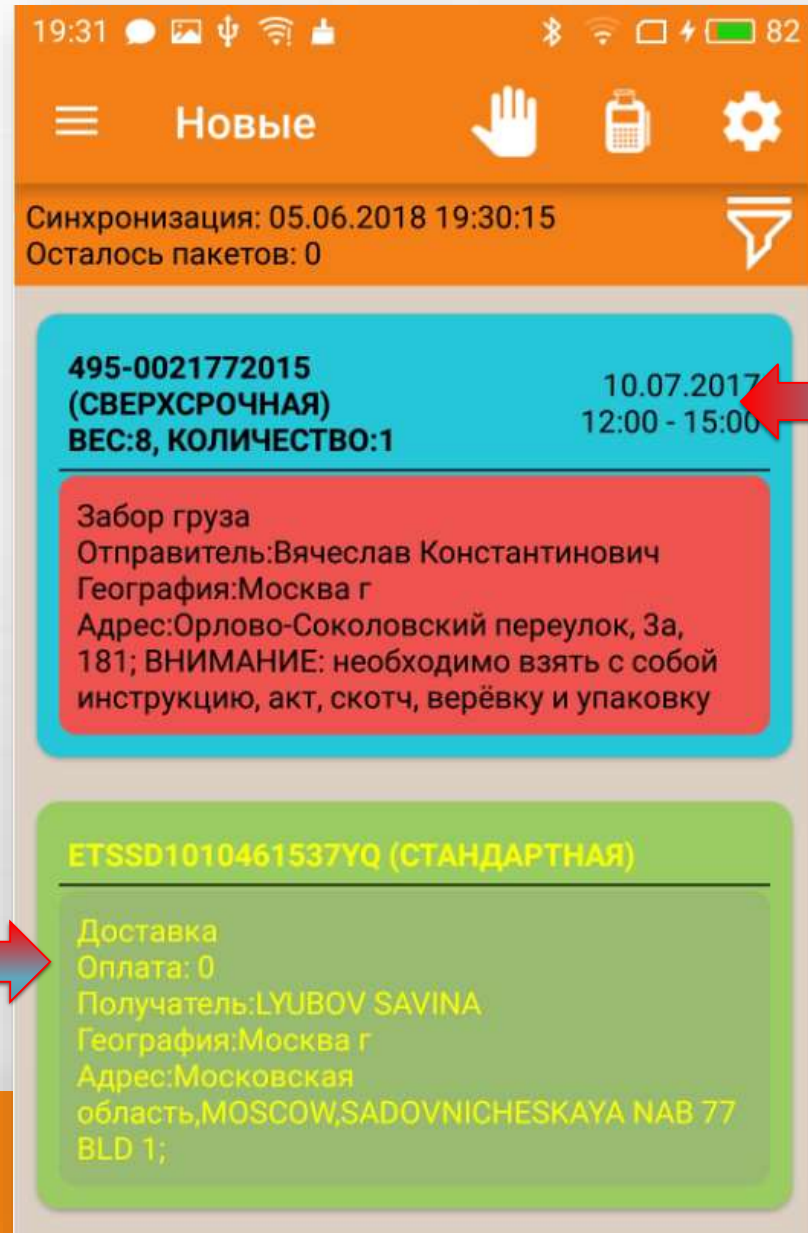 19:31 82
Новые
Синхронизация: 05.06.2018 19:30:15
Осталось пакетов: 0
495-0021772015
(СВЕРХСРОЧНАЯ)
ВЕС:8, КОЛИЧЕСТВО:1
10.07.2017
12:00 - 15:00
Забор груза
Отправитель:Вячеслав Константинович
География:Москва г
Адрес:Орлово-Соколовский переулок, 3а,
181; ВНИМАНИЕ: необходимо взять с собой
инструкцию, акт, скотч, верёвку и упаковку
ETSSD1010461537YQ (СТАНДАРТНАЯ)
Доставка
Оплата: 0
Получатель:LYUBOV SAVINA
География:Москва г
Адрес:Московская
область,MOSCOW,SADOVNICHESKAYA NAB 77
BLD 1;